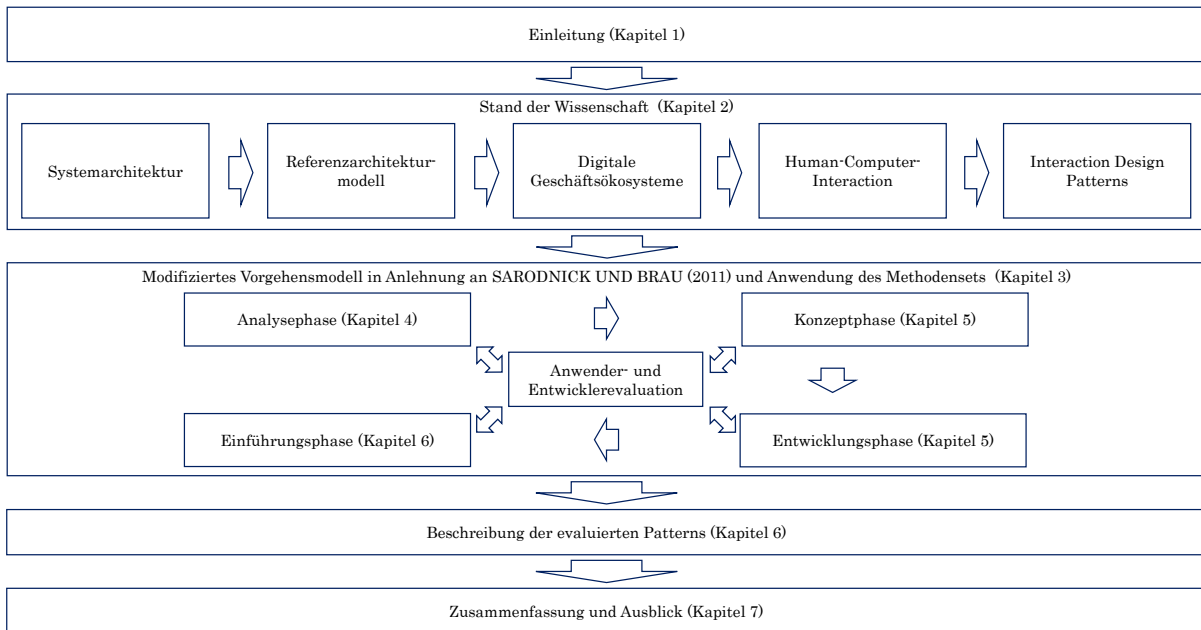 Einleitung (Kapitel 1)
Stand der Wissenschaft (Kapitel 2)
Systemarchitektur
Referenzarchitektur-
modell
Digitale
Geschäftsökosysteme
Human-Computer-
Interaction
Interaction Design
Patterns
Modifiziertes Vorgehensmodell in Anlehnung an SARODNICK UND BRAU (2011) und Anwendung des Methodensets (Kapitel 3)
Analysephase (Kapitel 4)
Konzeptphase (Kapitel 5)
Anwender- und
Entwicklerevaluation
Einführungsphase (Kapitel 6)
Entwicklungsphase (Kapitel 5)
Beschreibung der evaluierten Patterns (Kapitel 6)
Zusammenfassung und Ausblick (Kapitel 7)